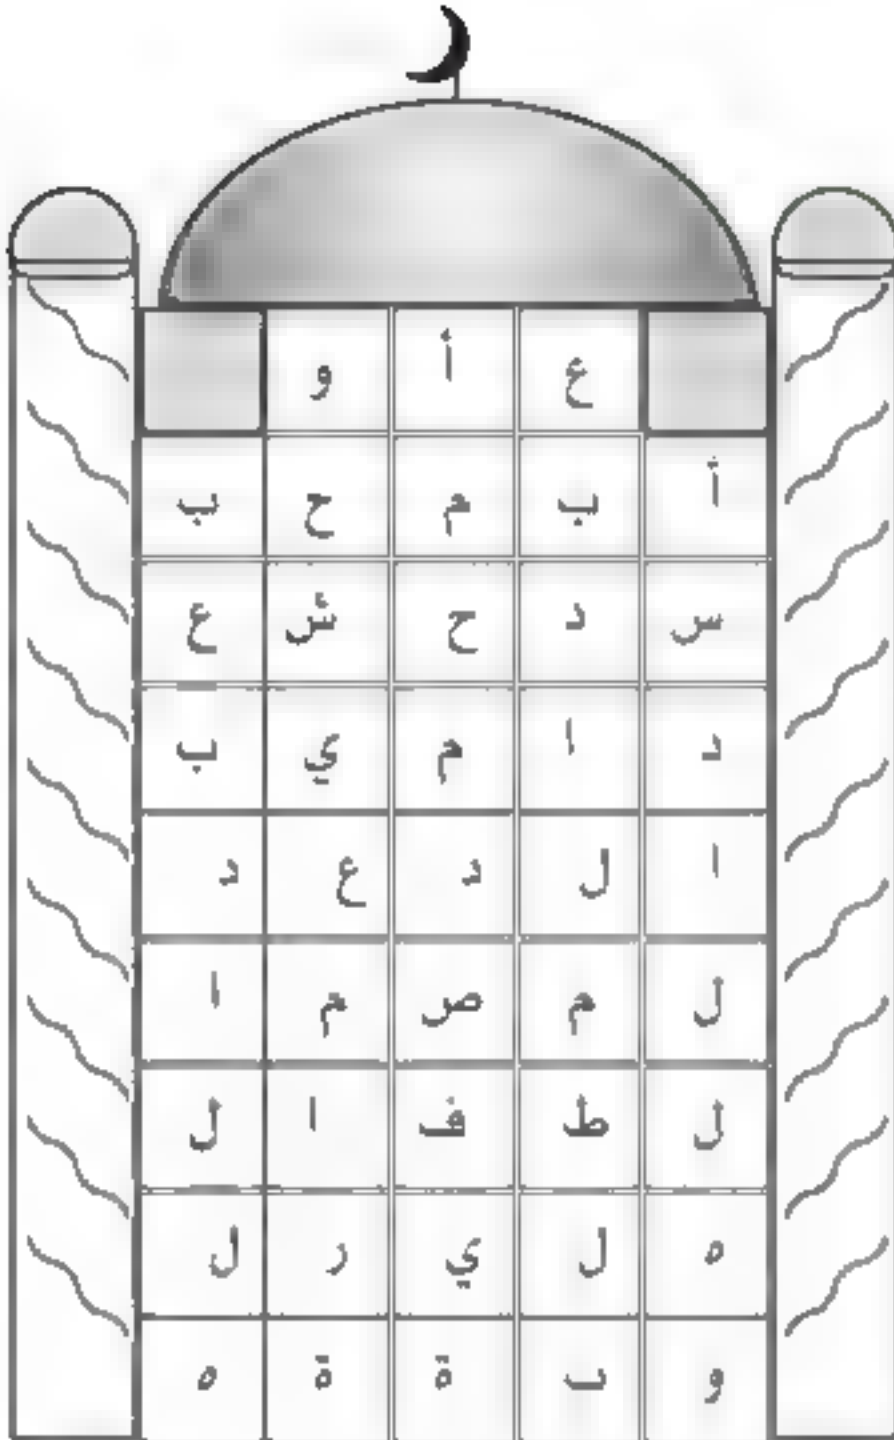 ع أ و
أ ب م ح ب
س د ح ش ع
د ا م ي ب
ا ل د ع د
ل م ص م ا
ل ط ف ا ل
ه ل ي ر ل
و ب ة ة ه